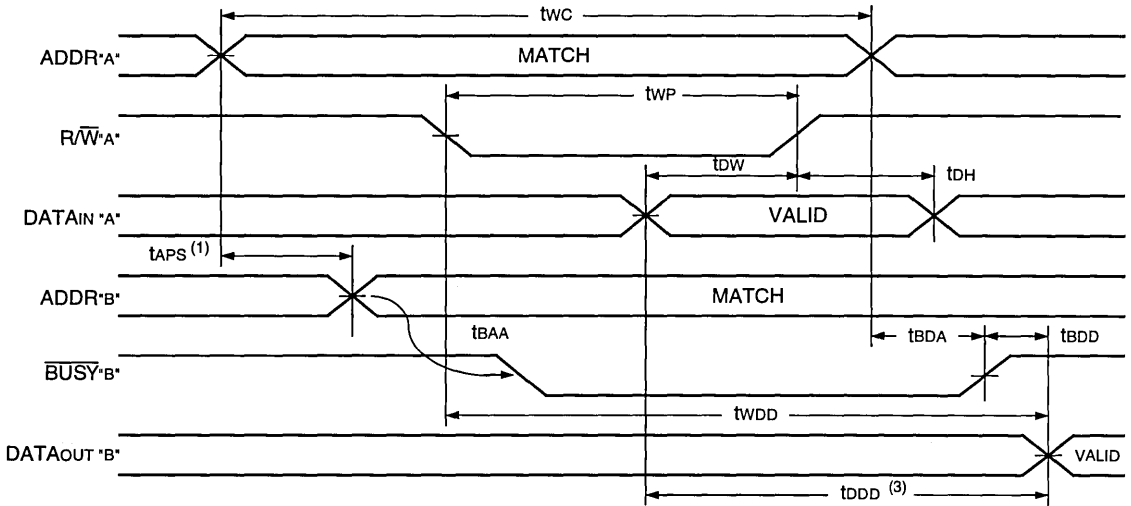 tWC
ADDR"A" MATCH
tWP
R/W̅"A"
tDW tDH
DATAIN "A" VALID
tAPS (1)
ADDR"B" MATCH
tBAA tBDA tBDD
B̅U̅S̅Y̅"B"
tWDD
DATAOUT "B" VALID
tDDD (3)